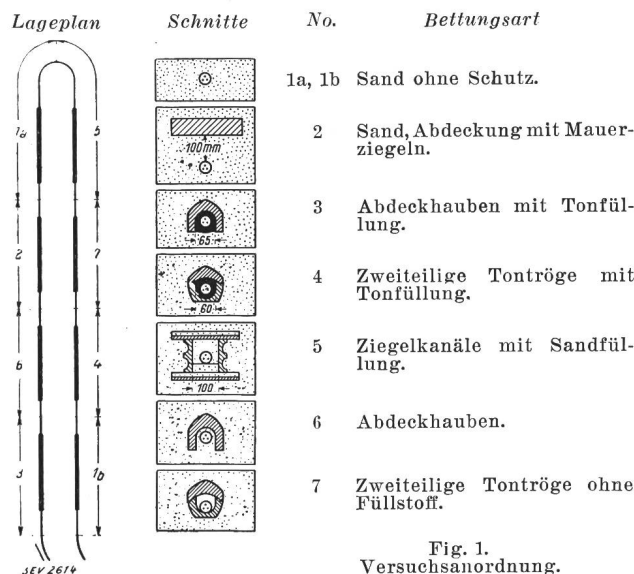 Lageplan Schnitte No. Bettungsart
1a
5
2
7
6
4
3
1b
SEV 2614
100mm
65
60
100
1a, 1b Sand ohne Schutz.
2 Sand, Abdeckung mit Mauer-
ziegeln.
3 Abdeckhauben mit Tonfül-
lung.
4 Zweiteilige Tontröge mit
Tonfüllung.
5 Ziegelkanäle mit Sandfül-
lung.
6 Abdeckhauben.
7 Zweiteilige Tontröge ohne
Füllstoff.
Fig. 1.
Versuchsanordnung.